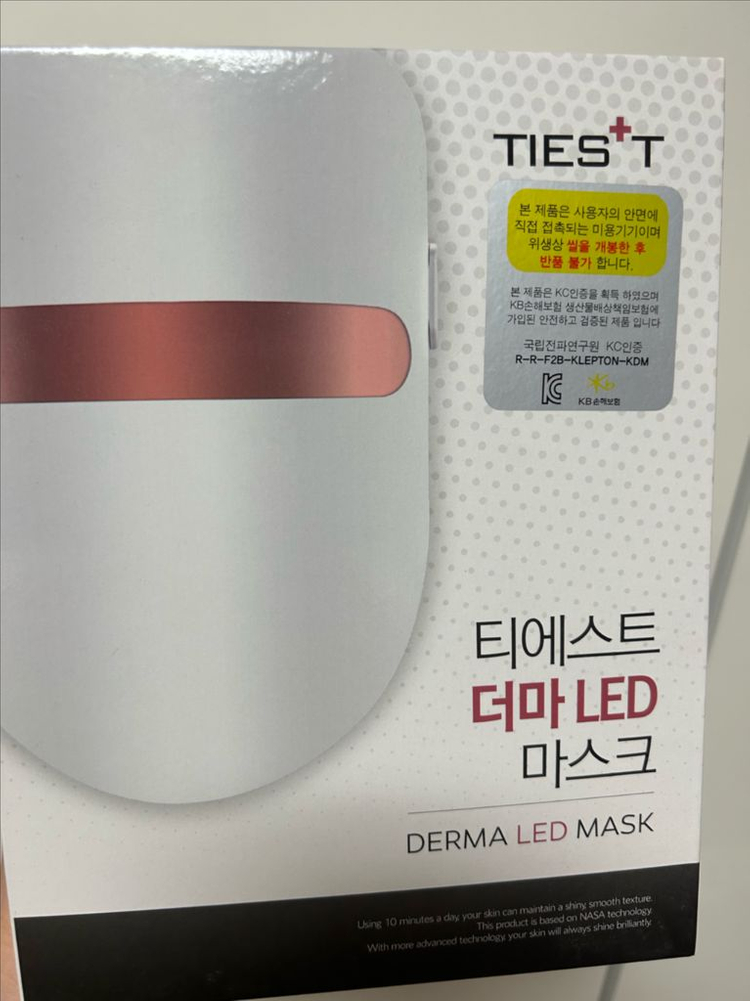 TIES+T
본 제품은 사용자의 안면에
직접 접촉되는 미용기기이며
위생상 씰을 개봉한 후
반품 불가 합니다.
본 제품은 KC인증을 획득 하였으며
KB손해보험 생산물배상책임보험에
가입된 안전하고 검증된 제품 입니다
국립전파연구원 KC인증
R-R-F2B-KLEPTON-KDM
KC
KB손해보험
티에스트
더마 LED
마스크
DERMA LED MASK
Using 10 minutes a day, your skin can maintain a shiny, smooth texture.
This product is based on NASA technology.
With more advanced technology, your skin will always shine brilliantly.